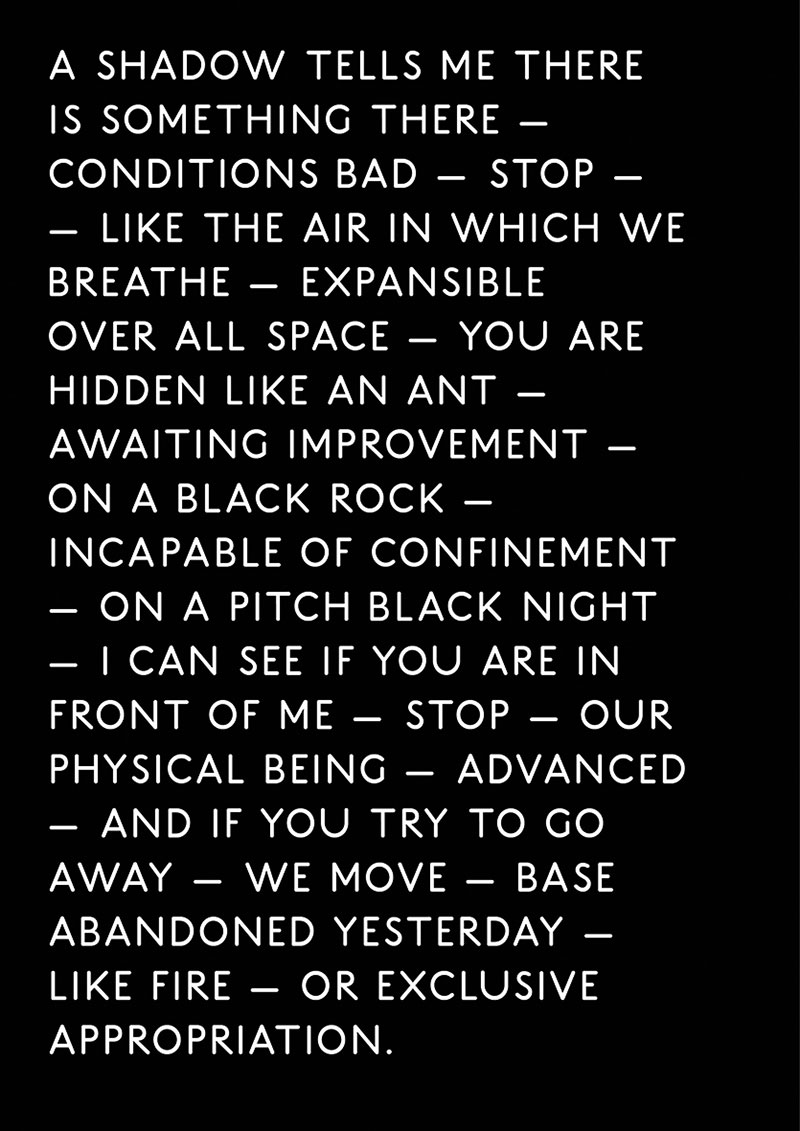 A SHADOW TELLS ME THERE
IS SOMETHING THERE —
CONDITIONS BAD — STOP —
— LIKE THE AIR IN WHICH WE
BREATHE — EXPANSIBLE
OVER ALL SPACE — YOU ARE
HIDDEN LIKE AN ANT —
AWAITING IMPROVEMENT —
ON A BLACK ROCK —
INCAPABLE OF CONFINEMENT
— ON A PITCH BLACK NIGHT
— I CAN SEE IF YOU ARE IN
FRONT OF ME — STOP — OUR
PHYSICAL BEING — ADVANCED
— AND IF YOU TRY TO GO
AWAY — WE MOVE — BASE
ABANDONED YESTERDAY —
LIKE FIRE — OR EXCLUSIVE
APPROPRIATION.